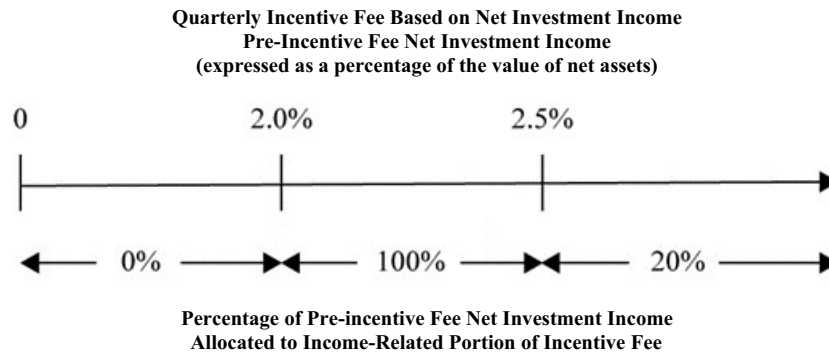 Quarterly Incentive Fee Based on Net Investment Income
Pre-Incentive Fee Net Investment Income
(expressed as a percentage of the value of net assets)
0 2.0% 2.5%
0% 100% 20%
Percentage of Pre-incentive Fee Net Investment Income
Allocated to Income-Related Portion of Incentive Fee